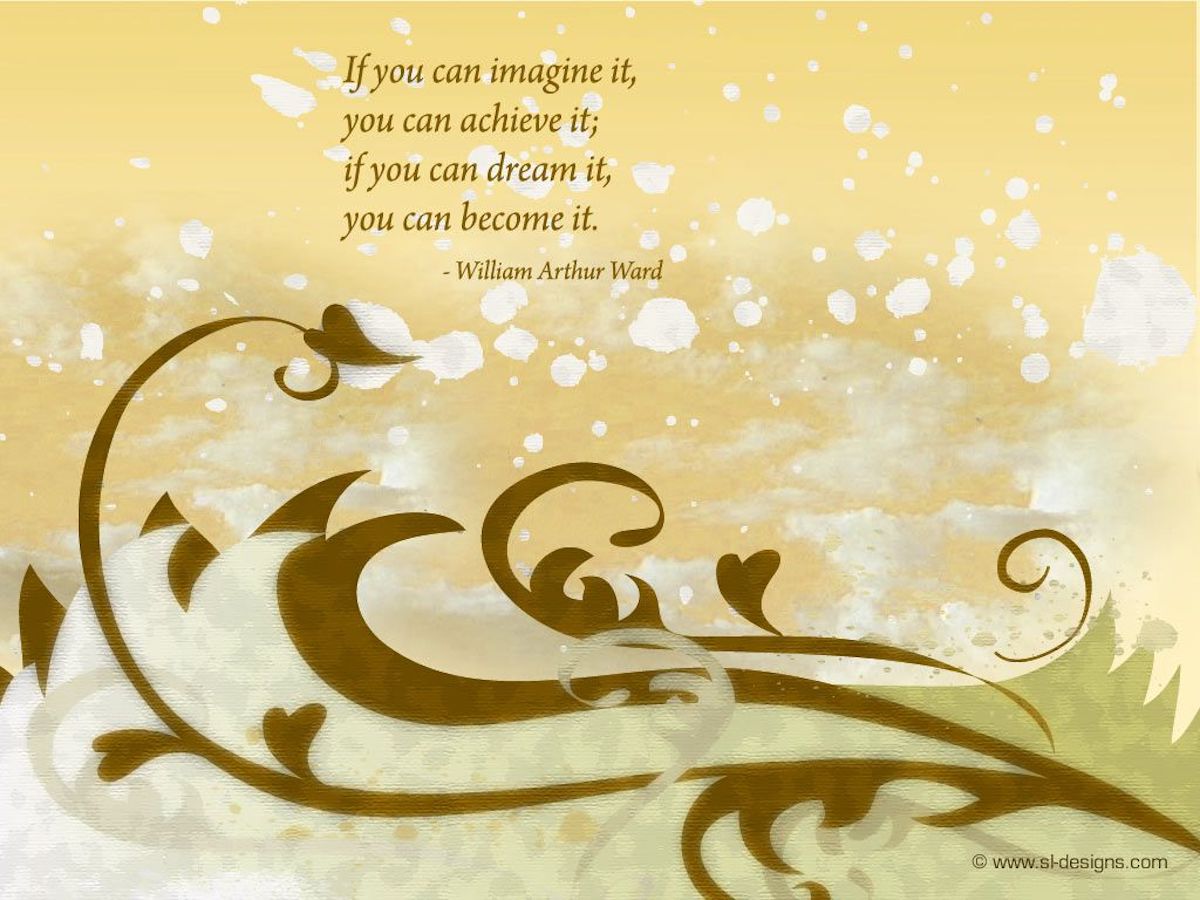 If you can imagine it,
you can achieve it;
if you can dream it,
you can become it.
- William Arthur Ward
© www.sl-designs.com